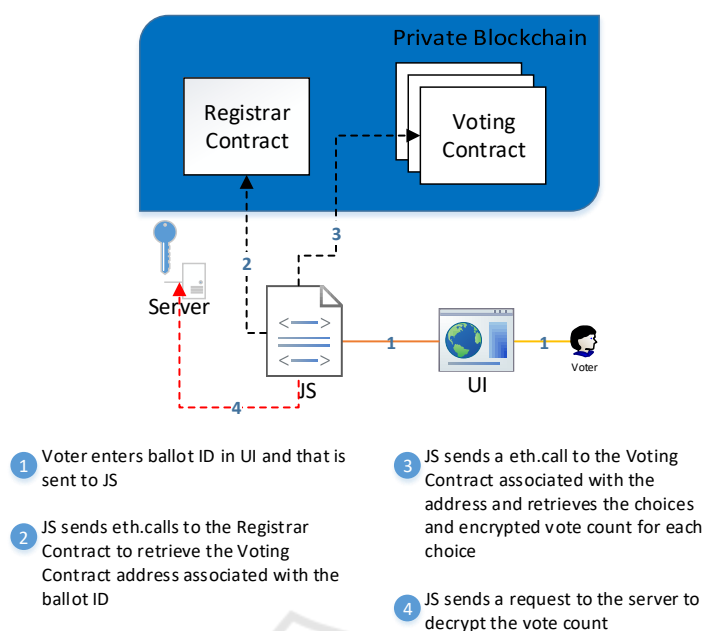 Private Blockchain
Registrar
Contract
Voting
Contract
3
2
Server
1
1
Voter
JS
UI
4
1 Voter enters ballot ID in UI and that is
sent to JS
2 JS sends eth.calls to the Registrar
Contract to retrieve the Voting
Contract address associated with the
ballot ID
3 JS sends a eth.call to the Voting
Contract associated with the
address and retrieves the choices
and encrypted vote count for each
choice
4 JS sends a request to the server to
decrypt the vote count